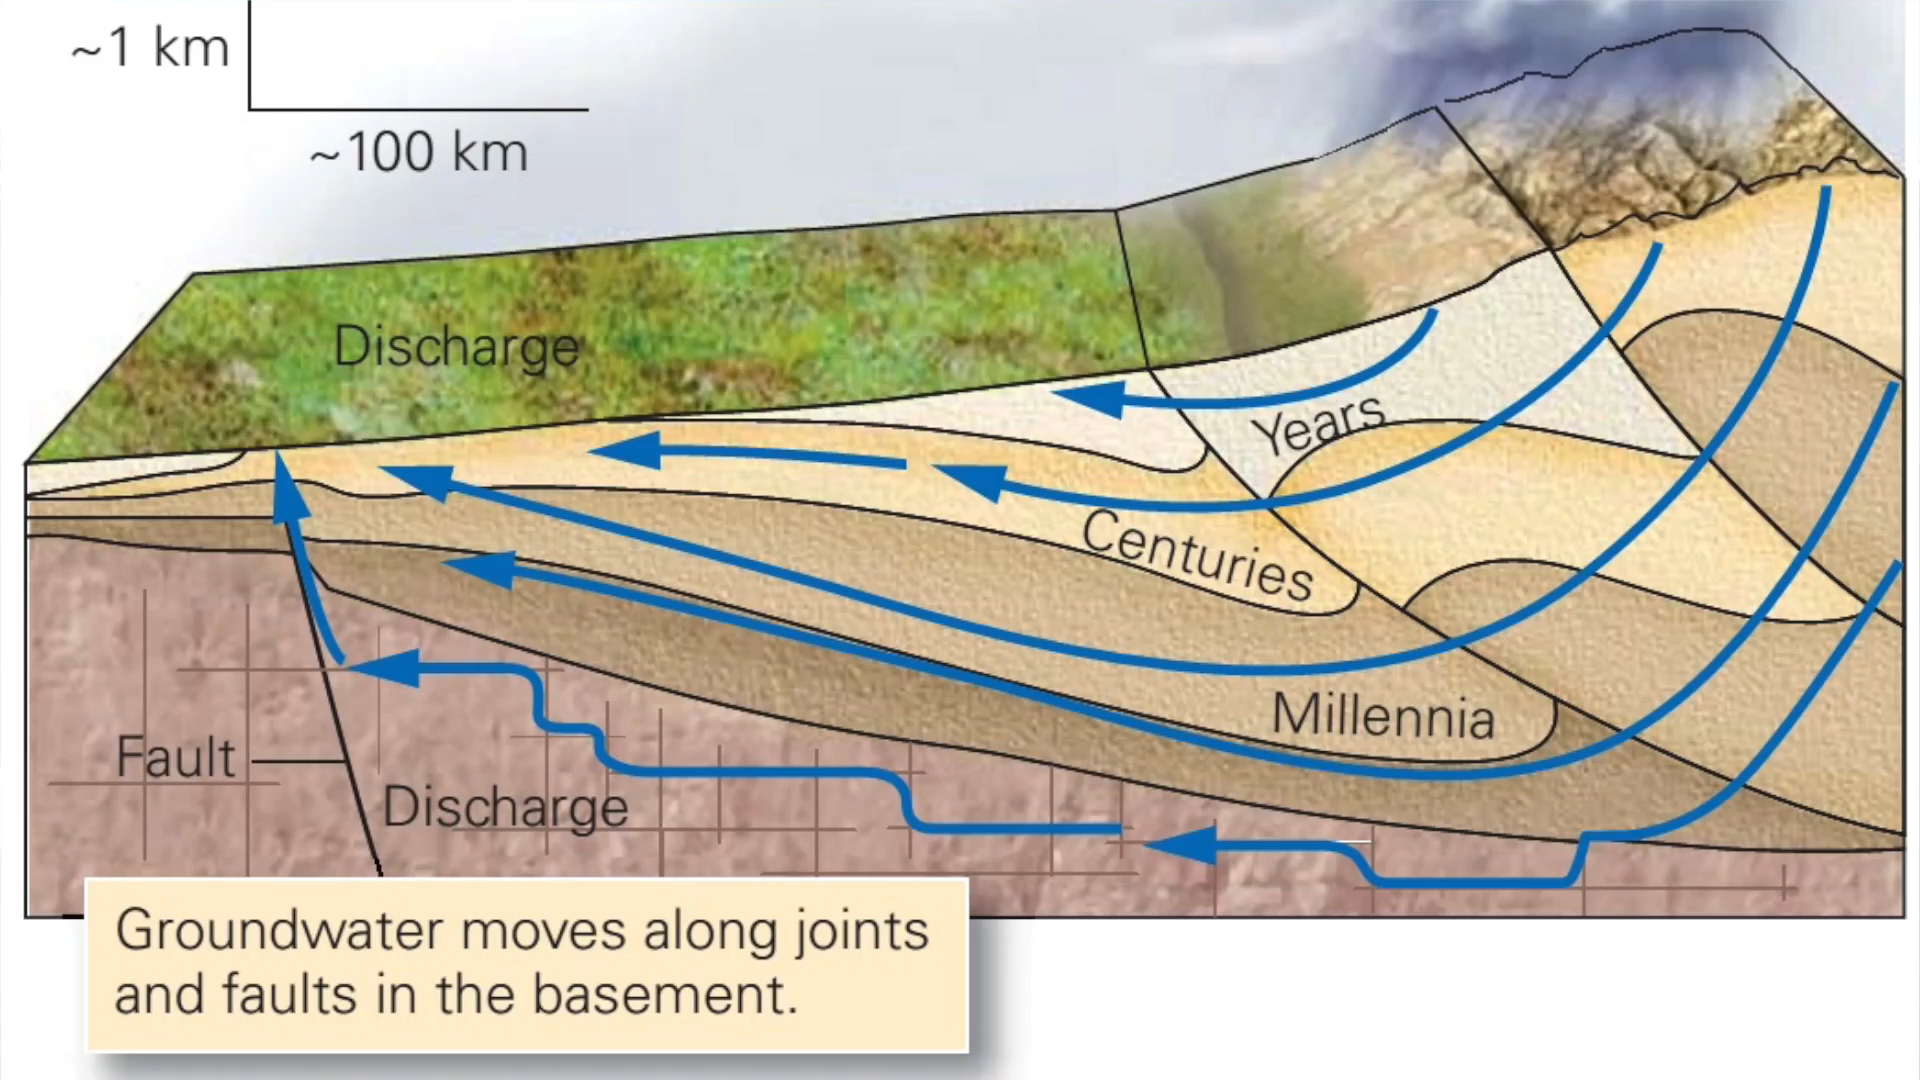 ~1 km
~100 km
Discharge
Years
Centuries
Millennia
Fault
Discharge
Groundwater moves along joints
and faults in the basement.